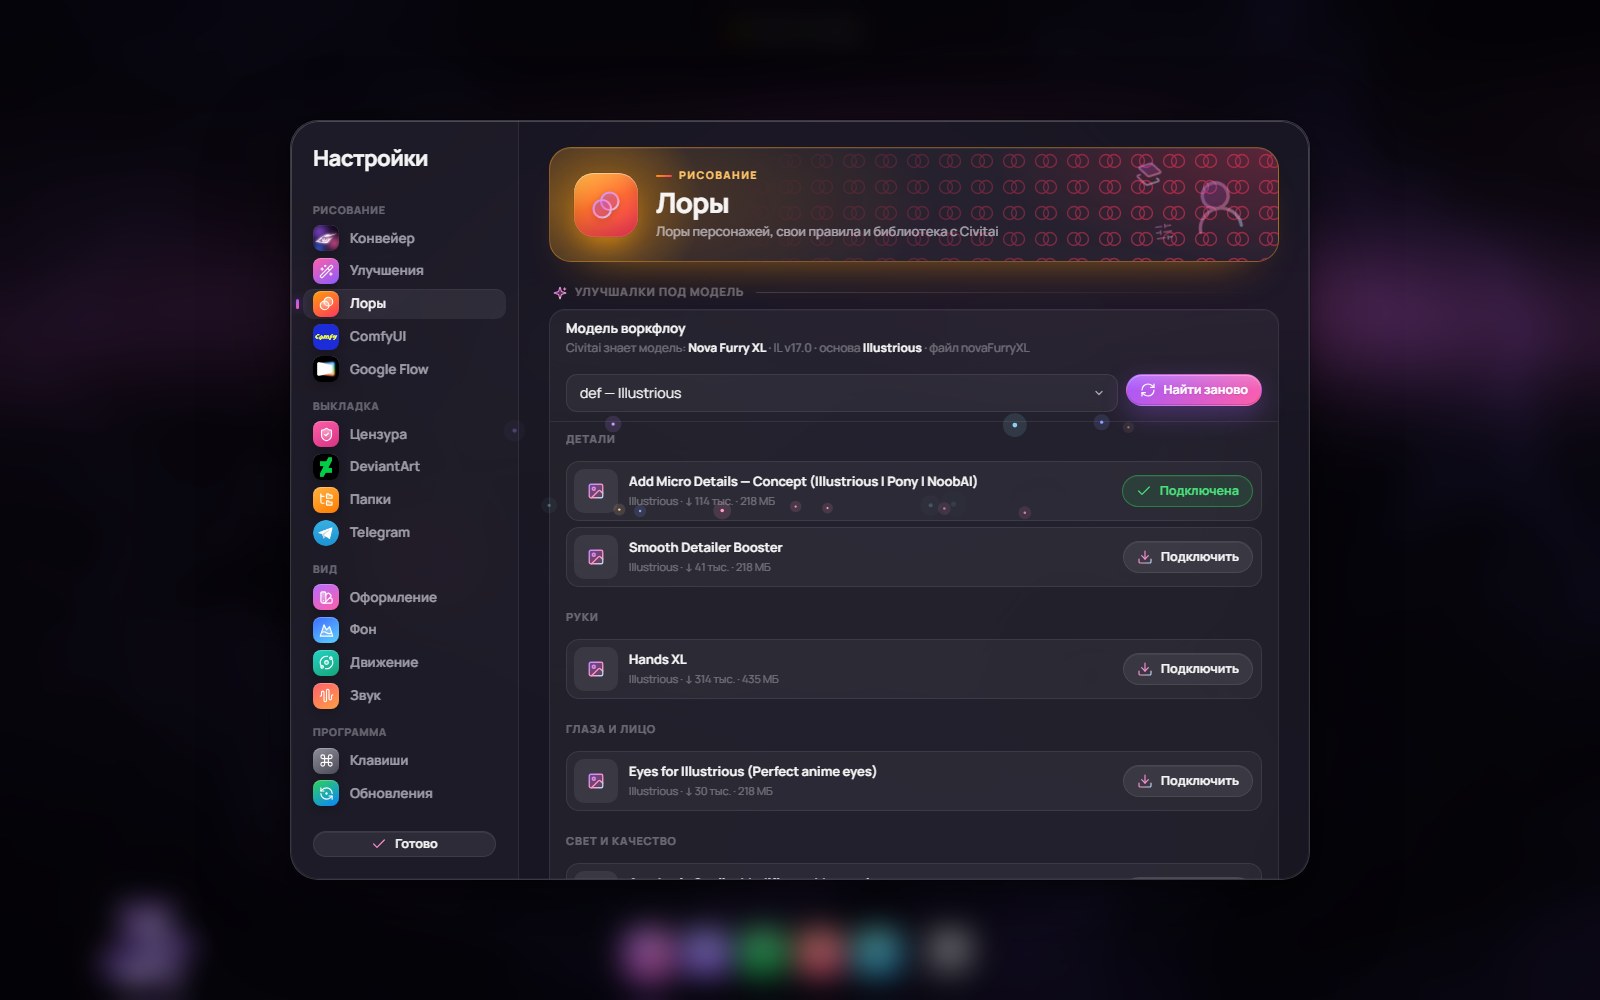 Настройки
РИСОВАНИЕ
Конвейер
Улучшения
Лоры
Comfy
ComfyUI
Google Flow
ВЫКЛАДКА
Цензура
DeviantArt
Папки
Telegram
ВИД
Оформление
Фон
Движение
Звук
ПРОГРАММА
Клавиши
Обновления
Готово
РИСОВАНИЕ
Лоры
Лоры персонажей, свои правила и библиотека с Civitai
УЛУЧШАЛКИ ПОД МОДЕЛЬ
Модель воркфлоу
Civitai знает модель: Nova Furry XL · IL v17.0 · основа Illustrious · файл novaFurryXL
def — Illustrious
Найти заново
ДЕТАЛИ
Add Micro Details — Concept (Illustrious | Pony | NoobAI)
Illustrious · ↓ 114 тыс. · 218 МБ
Подключена
Smooth Detailer Booster
Illustrious · ↓ 41 тыс. · 218 МБ
Подключить
РУКИ
Hands XL
Illustrious · ↓ 314 тыс. · 435 МБ
Подключить
ГЛАЗА И ЛИЦО
Eyes for Illustrious (Perfect anime eyes)
Illustrious · ↓ 30 тыс. · 218 МБ
Подключить
СВЕТ И КАЧЕСТВО